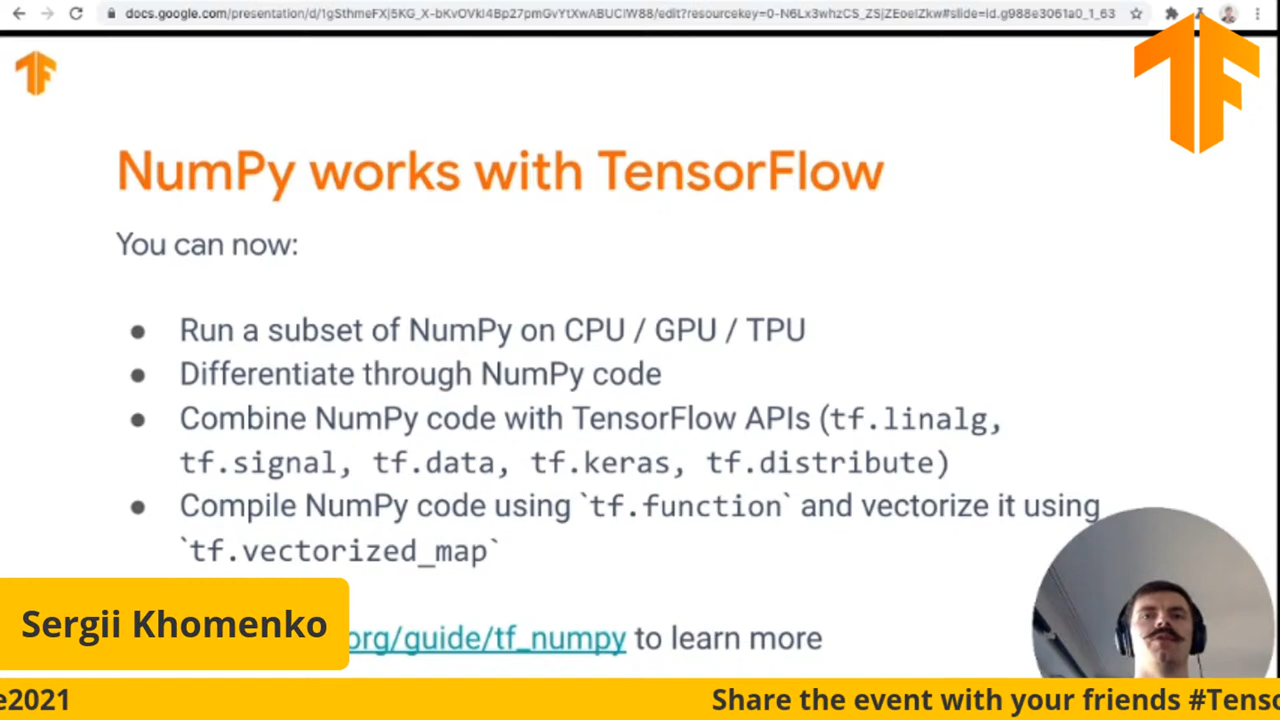 docs.google.com/presentation/d/1gSthmeFXj5KG_X-bKvOVkI4Bp27pmGvYtXwABUCIW88/edit?resourcekey=0-N6Lx3whzCS_ZSjZEoeIZkw#slide=id.g988e3061a0_1_63
NumPy works with TensorFlow
You can now:
● Run a subset of NumPy on CPU / GPU / TPU
● Differentiate through NumPy code
● Combine NumPy code with TensorFlow APIs (tf.linalg,
tf.signal, tf.data, tf.keras, tf.distribute)
● Compile NumPy code using `tf.function` and vectorize it using
`tf.vectorized_map`
Sergii Khomenko
org/guide/tf_numpy to learn more
e2021
Share the event with your friends #Tenso